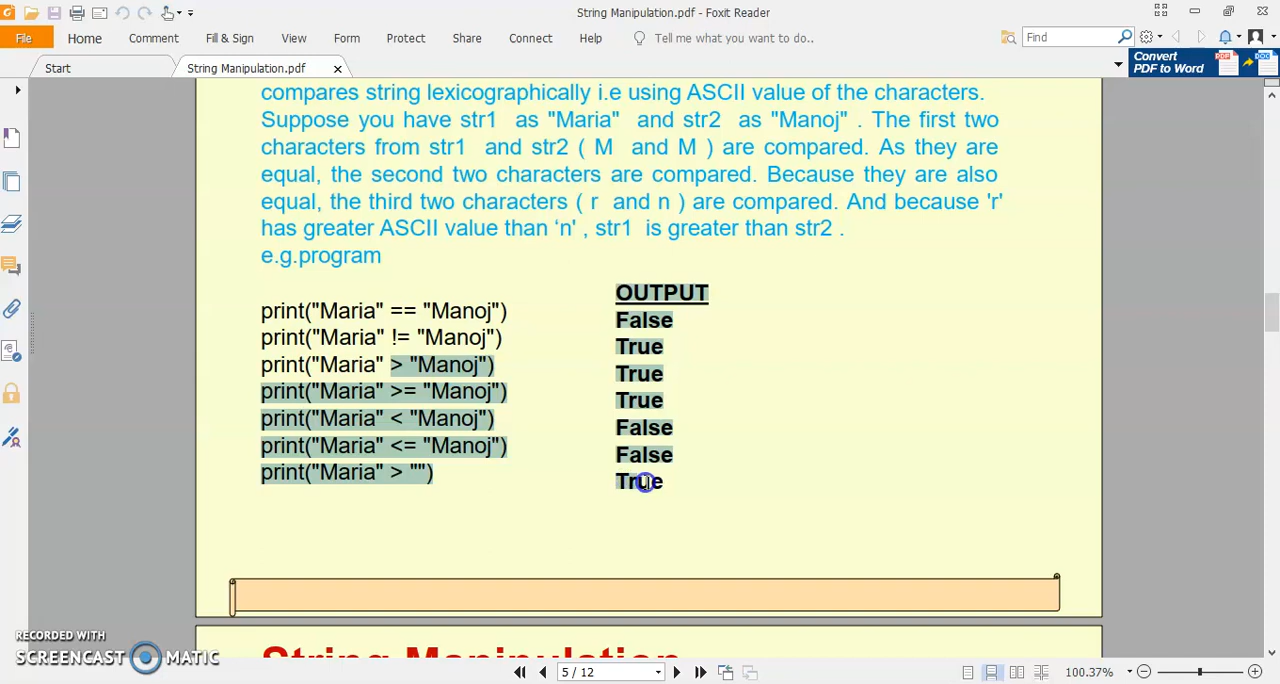 String Manipulation.pdf - Foxit Reader
File Home Comment Fill & Sign View Form Protect Share Connect Help Tell me what you want to do.. Find
Start String Manipulation.pdf Convert PDF to Word
compares string lexicographically i.e using ASCII value of the characters.
Suppose you have str1 as "Maria" and str2 as "Manoj" . The first two
characters from str1 and str2 ( M and M ) are compared. As they are
equal, the second two characters are compared. Because they are also
equal, the third two characters ( r and n ) are compared. And because 'r'
has greater ASCII value than ‘n' , str1 is greater than str2 .
e.g.program
print("Maria" == "Manoj")
print("Maria" != "Manoj")
print("Maria" > "Manoj")
print("Maria" >= "Manoj")
print("Maria" < "Manoj")
print("Maria" <= "Manoj")
print("Maria" > "")
OUTPUT
False
True
True
True
False
False
True
String Manipulation
RECORDED WITH
SCREENCAST MATIC
5 / 12 100.37%